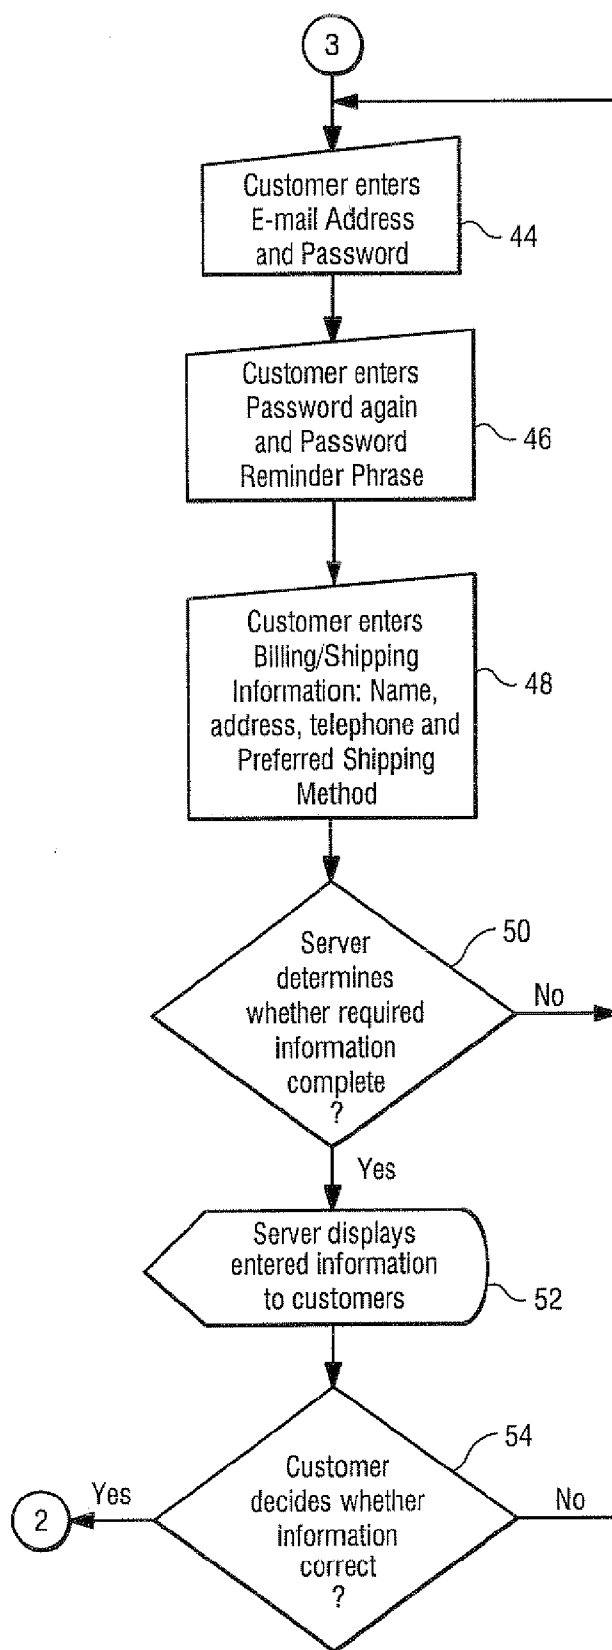 3
Customer enters
E-mail Address
and Password
44
Customer enters
Password again
and Password
Reminder Phrase
46
Customer enters
Billing/Shipping
Information: Name,
address, telephone and
Preferred Shipping
Method
48
Server
determines
whether required
information
complete
?
50
No
Yes
Server displays
entered information
to customers
52
Customer
decides whether
information
correct
?
54
Yes
No
2